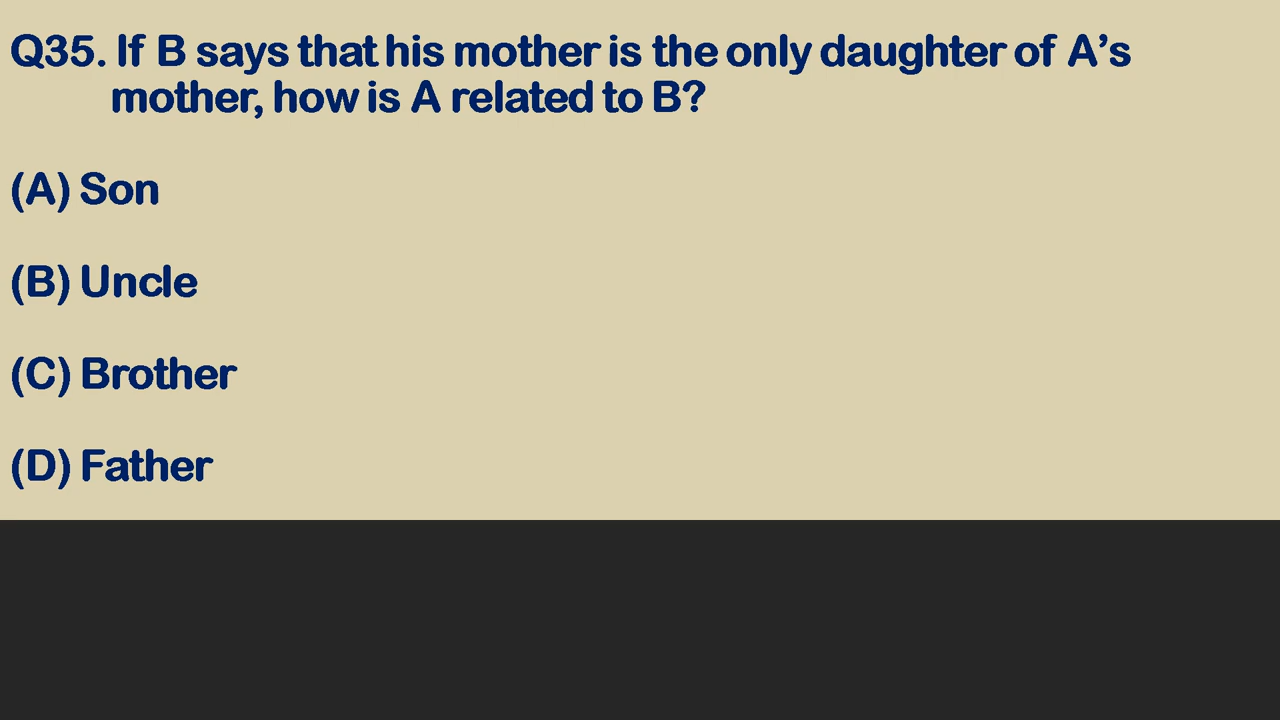 Q35. If B says that his mother is the only daughter of A’s
mother, how is A related to B?
(A) Son
(B) Uncle
(C) Brother
(D) Father